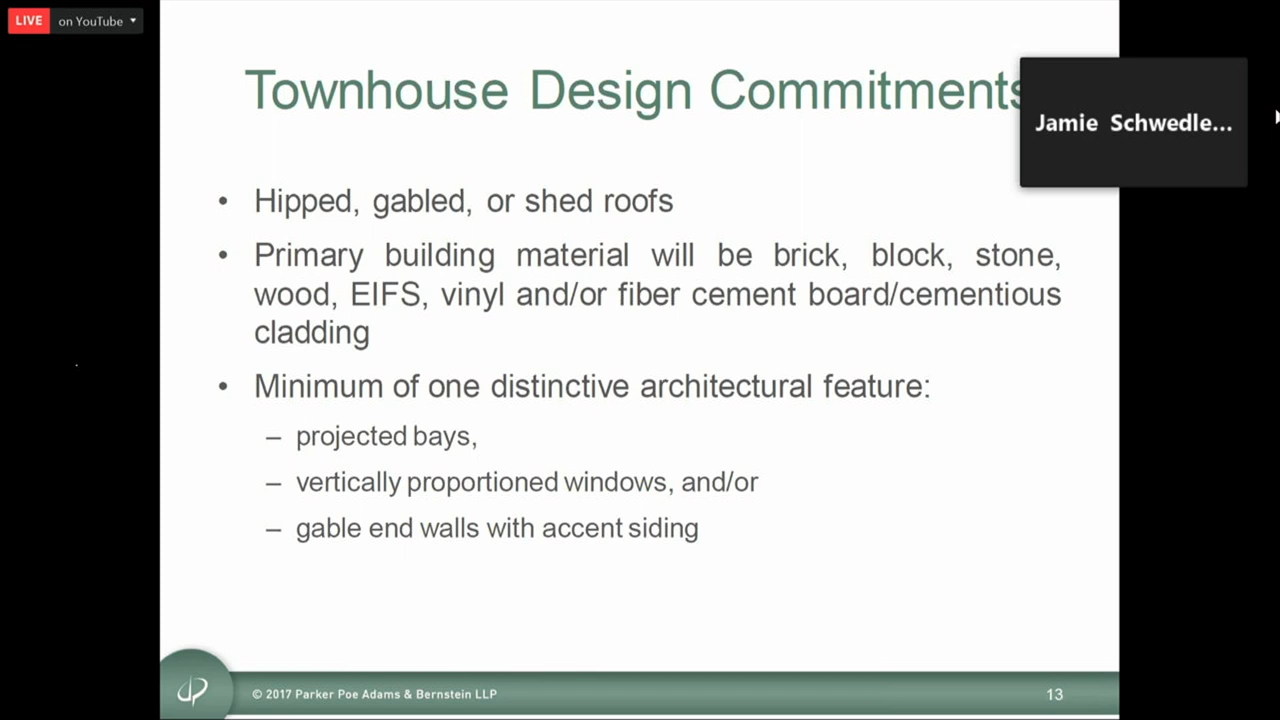 LIVE on YouTube
Townhouse Design Commitments
Jamie Schwedle...
• Hipped, gabled, or shed roofs
• Primary building material will be brick, block, stone,
wood, EIFS, vinyl and/or fiber cement board/cementious
cladding
• Minimum of one distinctive architectural feature:
– projected bays,
– vertically proportioned windows, and/or
– gable end walls with accent siding
© 2017 Parker Poe Adams & Bernstein LLP
13